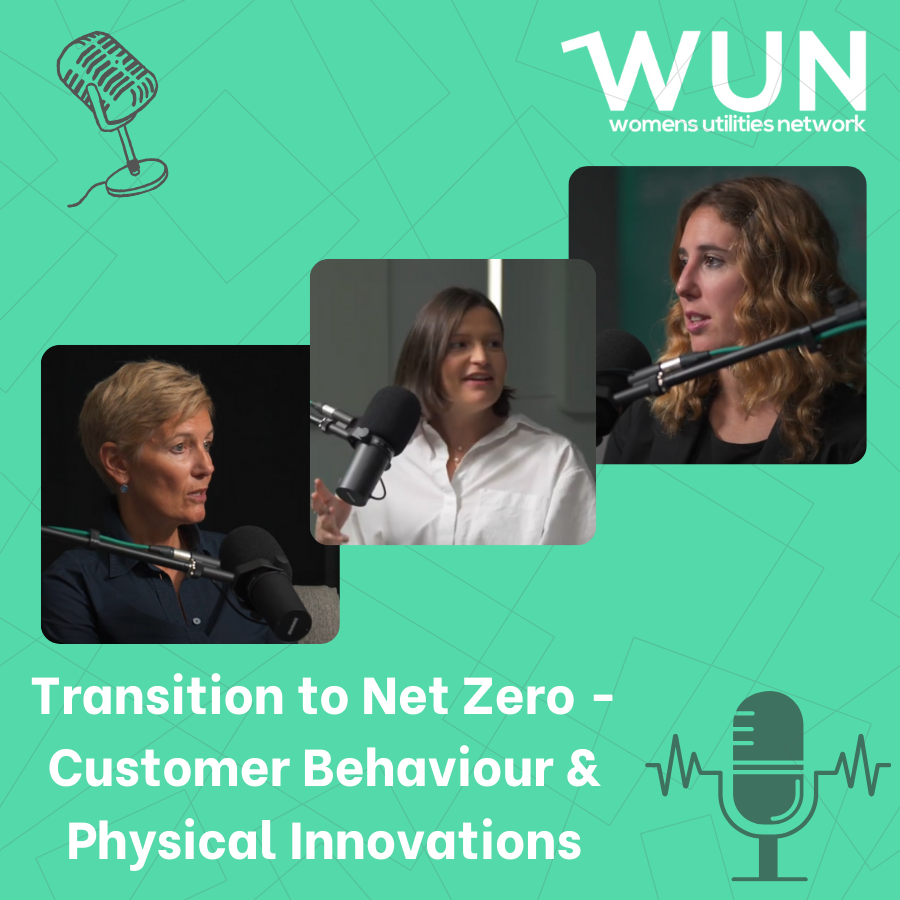 WUN
womens utilities network
Transition to Net Zero -
Customer Behaviour &
Physical Innovations